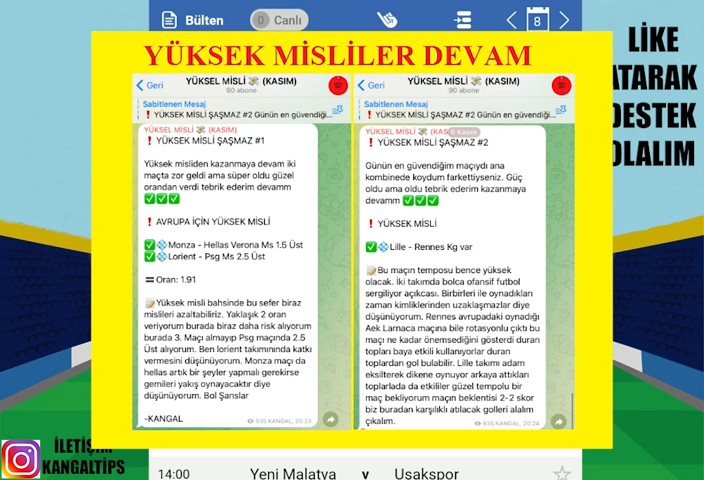 Bülten
0 Canlı
8
LİKE
ATARAK
DESTEK
OLALIM
YÜKSEK MİSLİLER DEVAM
Geri
YÜKSEL MİSLİ 💸 (KASIM)
90 abone
Sabitlenen Mesaj
❗ YÜKSEK MİSLİ ŞAŞMAZ #2 Günün en güvendiği...
YÜKSEL MİSLİ 💸 (KASIM)
❗ YÜKSEK MİSLİ ŞAŞMAZ #1
Yüksek misliden kazanmaya devam iki
maçta zor geldi ama süper oldu güzel
orandan verdi tebrik ederim devamm
✅✅✅
❗ AVRUPA İÇİN YÜKSEK MİSLİ
✅💠Monza - Hellas Verona Ms 1.5 Üst
✅💠Lorient - Psg Ms 2.5 Üst
🟰 Oran: 1.91
📝Yüksek misli bahsinde bu sefer biraz
mislileri azaltabiliriz. Yaklaşık 2 oran
veriyorum burada biraz daha risk alıyorum
burada 3. Maçı almayıp Psg maçında 2.5
Üst alıyorum. Ben lorient takımınında katkı
vermesini düşünüyorum. Monza maçı da
hellas artık bir şeyler yapmalı gerekirse
gemileri yakış oynayacaktır diye
düşünüyorum. Bol Şanslar
-KANGAL
935 KANGAL, 20:23
Geri
YÜKSEL MİSLİ 💸 (KASIM)
90 abone
Sabitlenen Mesaj
❗ YÜKSEK MİSLİ ŞAŞMAZ #2 Günün en güvendiği...
YÜKSEL MİSLİ 💸 (KAS
6 Kasım
❗ YÜKSEK MİSLİ ŞAŞMAZ #2
Günün en güvendiğim maçıydı ana
kombinede koydum farkettiyseniz. Güç
oldu ama oldu tebrik ederim kazanmaya
devamm ✅✅✅
❗ YÜKSEK MİSLİ
✅💠Lille - Rennes Kg var
📝Bu maçın temposu bence yüksek
olacak. İki takımda bolca ofansif futbol
sergiliyor açıkcası. Birbirleri ile oynadıkları
zaman kimliklerinden uzaklaşmazlar diye
düşünüyorum. Rennes avrupadaki oynadığı
Aek Larnaca maçına bile rotasyonlu çıktı bu
maçı ne kadar önemsediğini gösterdi duran
topları baya etkili kullanıyorlar duran
toplardan gol bulabilir. Lille takımı adam
eksilterek dikene oynuyor arkaya attıkları
toplarlada da etkililer güzel tempolu bir
maç bekliyorum maçın beklentisi 2-2 skor
biz buradan karşılıklı atılacak golleri alalım
çıkalım.
935 KANGAL, 20:24
İLETİŞİM
KANGALTİPS
14:00 Yeni Malatya v Usakspor